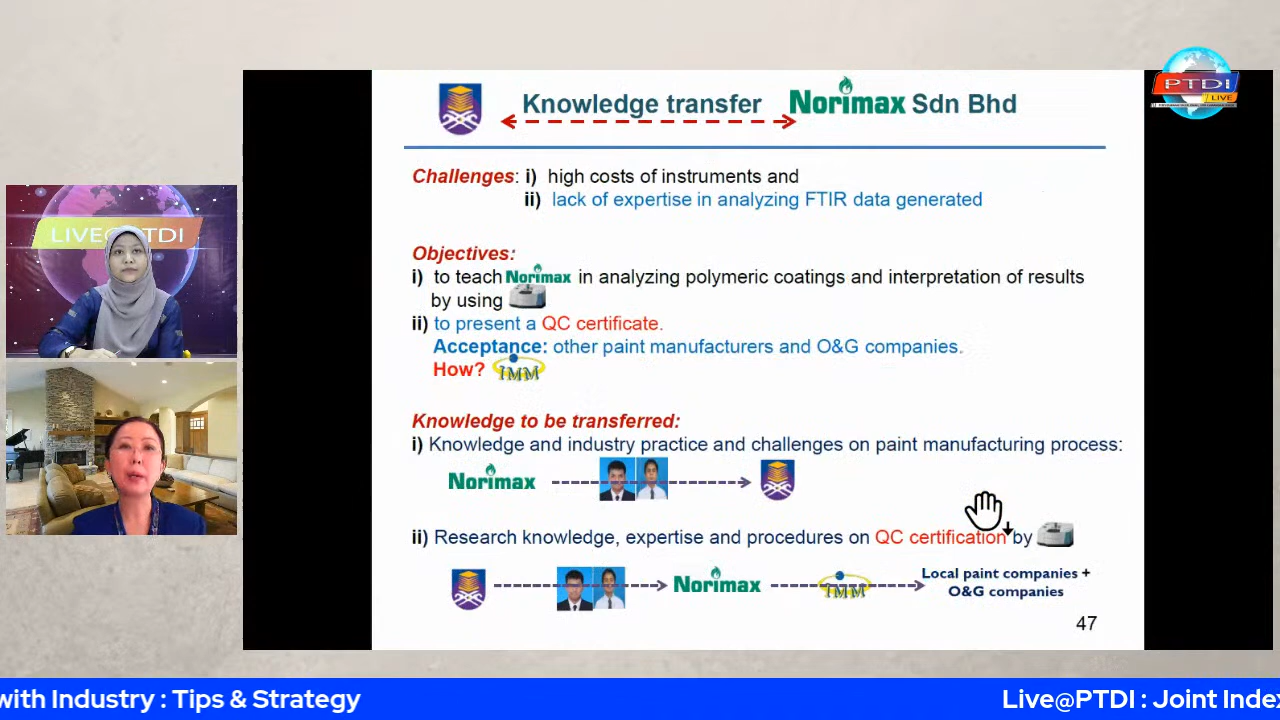 Knowledge transfer Norimax Sdn Bhd
PTDI
LIVE
LIVE@PTDI
Challenges: i) high costs of instruments and
ii) lack of expertise in analyzing FTIR data generated
Objectives:
i) to teach Norimax in analyzing polymeric coatings and interpretation of results
by using
ii) to present a QC certificate.
Acceptance: other paint manufacturers and O&G companies.
How? IMM
Knowledge to be transferred:
i) Knowledge and industry practice and challenges on paint manufacturing process:
Norimax
ii) Research knowledge, expertise and procedures on QC certification by
Norimax IMM Local paint companies +
O&G companies
47
with Industry : Tips & Strategy
Live@PTDI : Joint Index